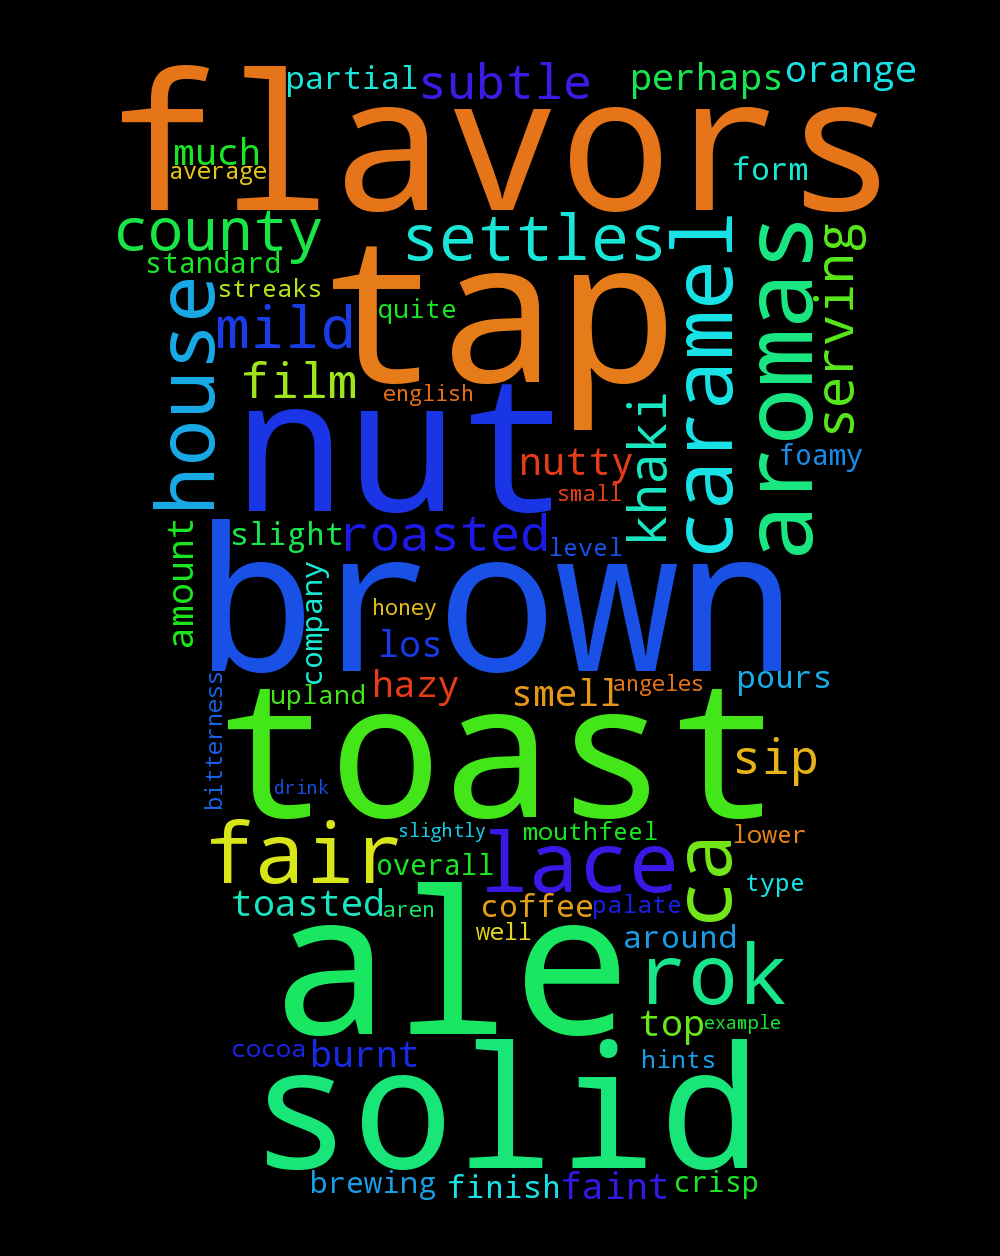 partial subtle perhaps orange
flavors
much
average
form
county settles caramel aromas serving
standard
house streaks tap
mild quite
film english
nut khaki
nutty foamy
small
amount slight roasted level
brown
company honey
los
bitterness upland hazy smell angeles pours
toast
sip
drink
fair slightly mouthfeel lower
overall lace ca type
toasted aren coffee palate
ale well around
rok
top example
cocoa burnt hints
solid
brewing finish faint crisp